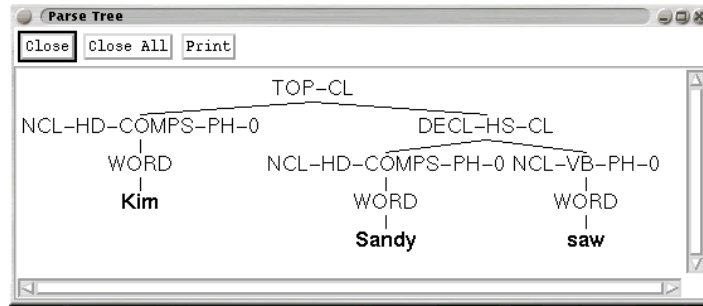 Parse Tree
Close Close All Print
TOP-CL
NCL-HD-COMPS-PH-0 DECL-HS-CL
WORD NCL-HD-COMPS-PH-0 NCL-VB-PH-0
Kim WORD WORD
Sandy saw